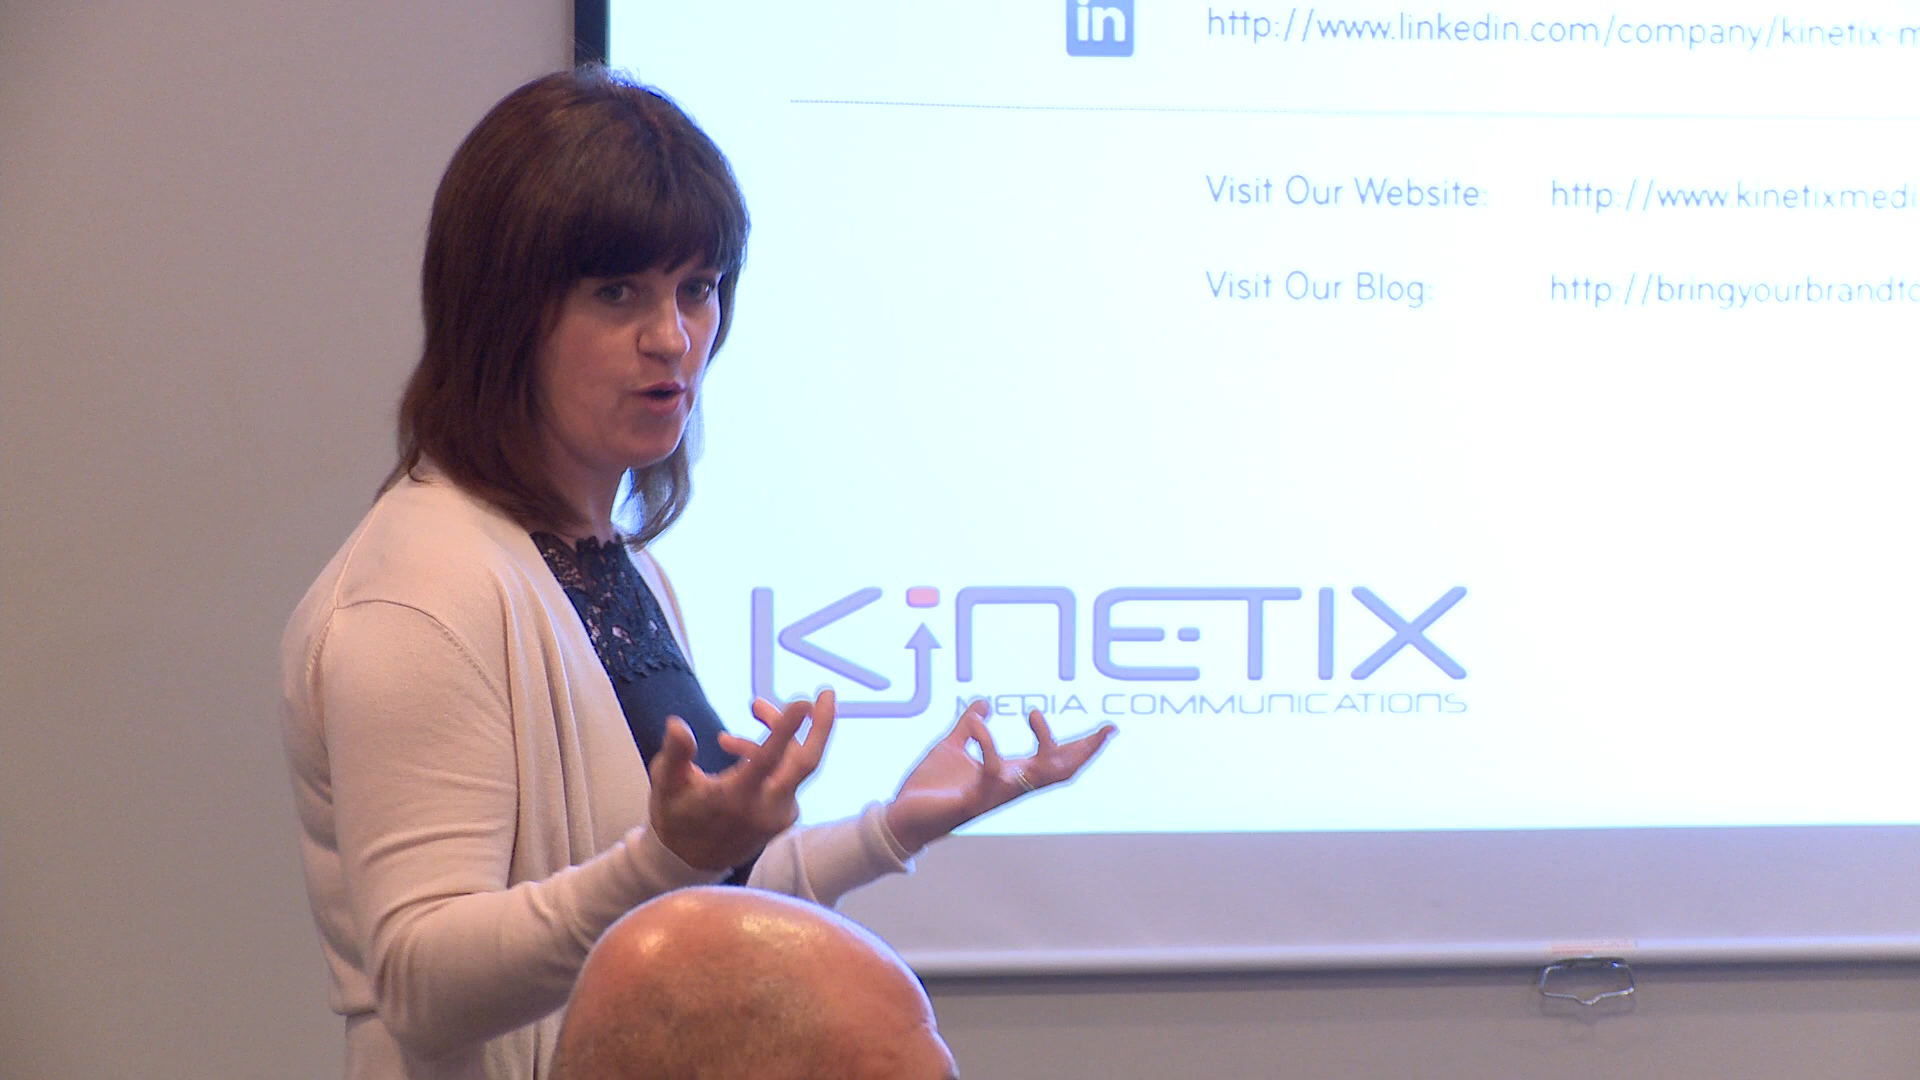 in
http://www.linkedin.com/company/kinetix-m
Visit Our Website: http://www.kinetixmedi
Visit Our Blog: http://bringyourbrandto
KiNETIX
MEDIA COMMUNICATIONS